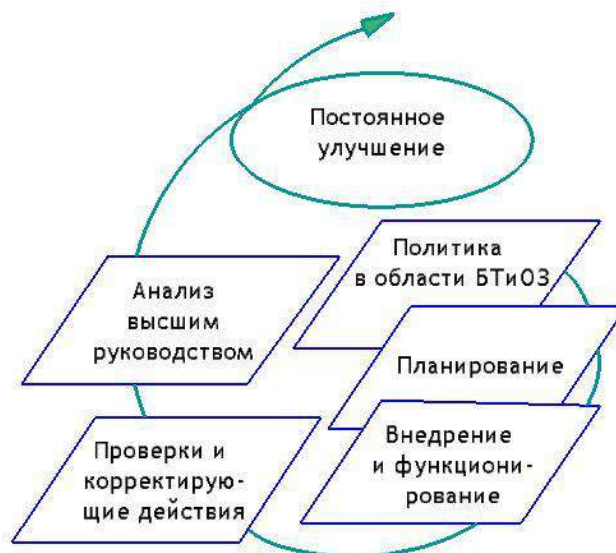 Постоянное
улучшение
Политика
в области БТиОЗ
Планирование
Внедрение
и функциони-
рование
Проверки и
корректирую-
щие действия
Анализ
высшим
руководством